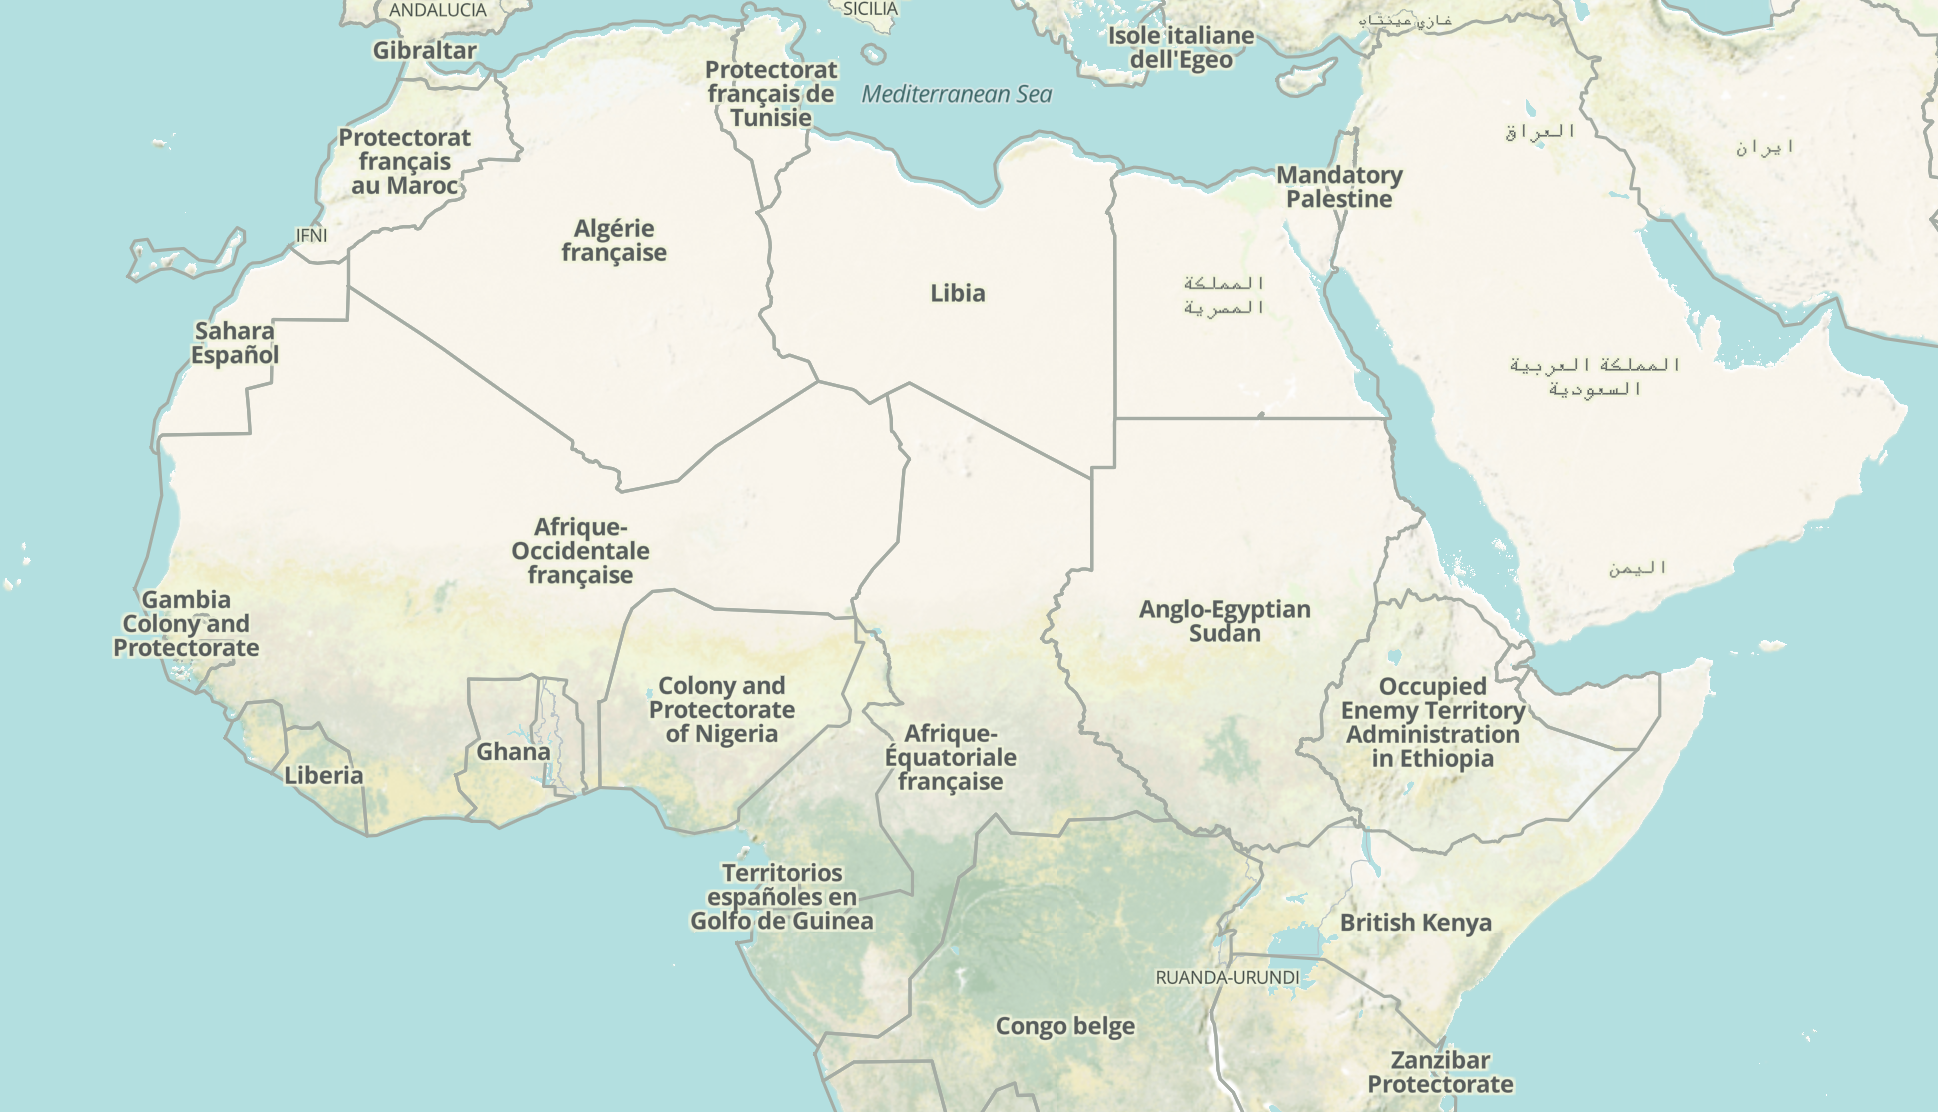 ANDALUCIA
SICILIA
غازي عينتاب
Gibraltar
Isole italiane
dell'Egeo
Protectorat
français de
Tunisie
Mediterranean Sea
العراق
ايران
Protectorat
français
au Maroc
Mandatory
Palestine
IFNI
Algérie
française
Libia
المملكة
المصرية
Sahara
Español
المملكة العربية
السعودية
Afrique-
Occidentale
française
اليمن
Gambia
Colony and
Protectorate
Anglo-Egyptian
Sudan
Colony and
Protectorate
of Nigeria
Occupied
Enemy Territory
Administration
in Ethiopia
Ghana
Afrique-
Équatoriale
française
Liberia
Territorios
españoles en
Golfo de Guinea
British Kenya
RUANDA-URUNDI
Congo belge
Zanzibar
Protectorate